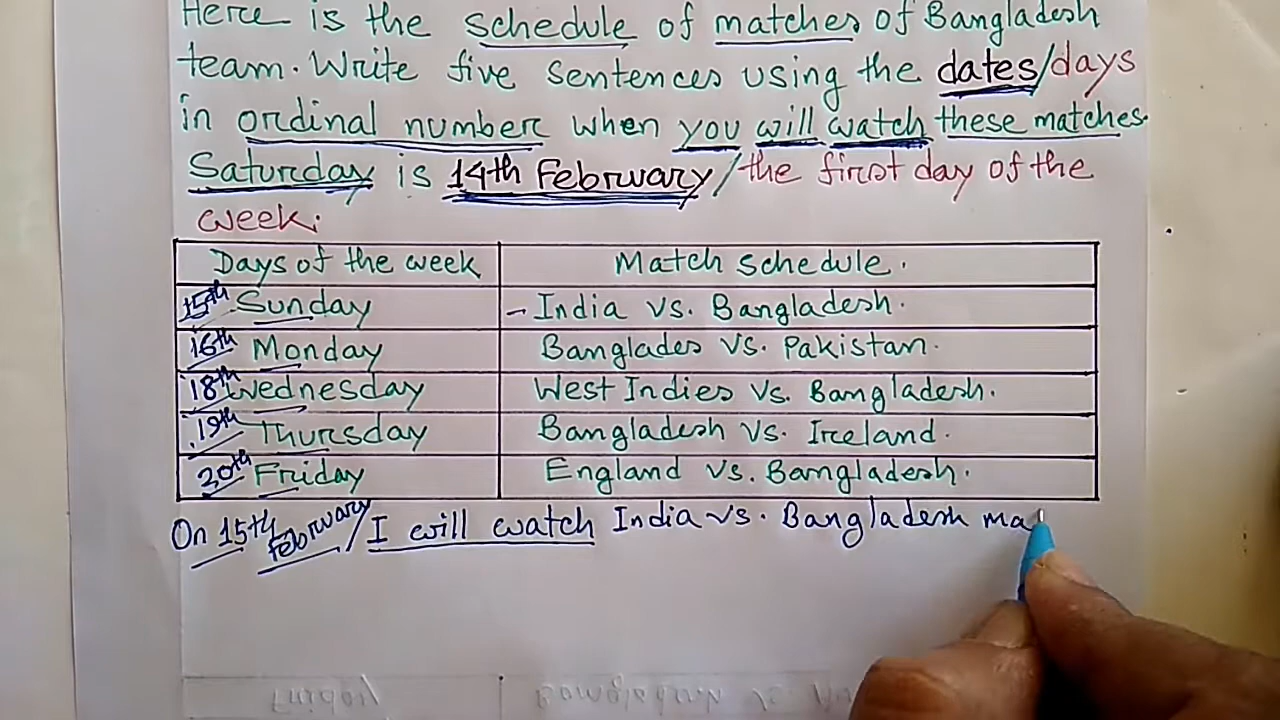 Here is the schedule of matches of Bangladesh
team. Write five sentences using the dates/days
in ordinal number when you will watch these matches.
Saturday is 14th February/the first day of the
week:
Days of the week Match schedule.
15th Sunday - India vs. Bangladesh.
16th Monday Banglades vs. Pakistan.
18th Wednesday West Indies vs. Bangladesh.
19th Thursday Bangladesh vs. Ireland.
20th Friday England vs. Bangladesh.
On 15th February/I will watch India vs. Bangladesh ma